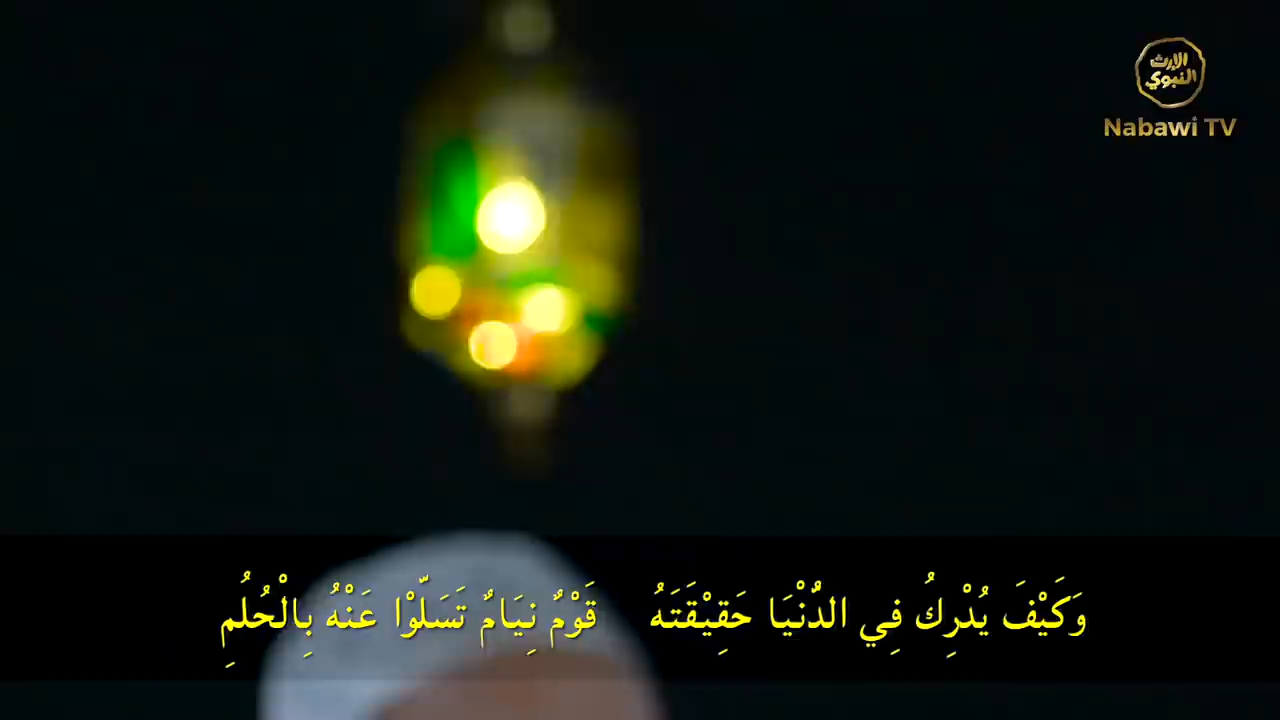 الإرث
النبوي
Nabawi TV
وَكَيْفَ يُدْرِكُ فِي الدُّنْيَا حَقِيْقَتَهُ قَوْمٌ نِيَامٌ تَسَلَّوْا عَنْهُ بِالْحُلُمِ